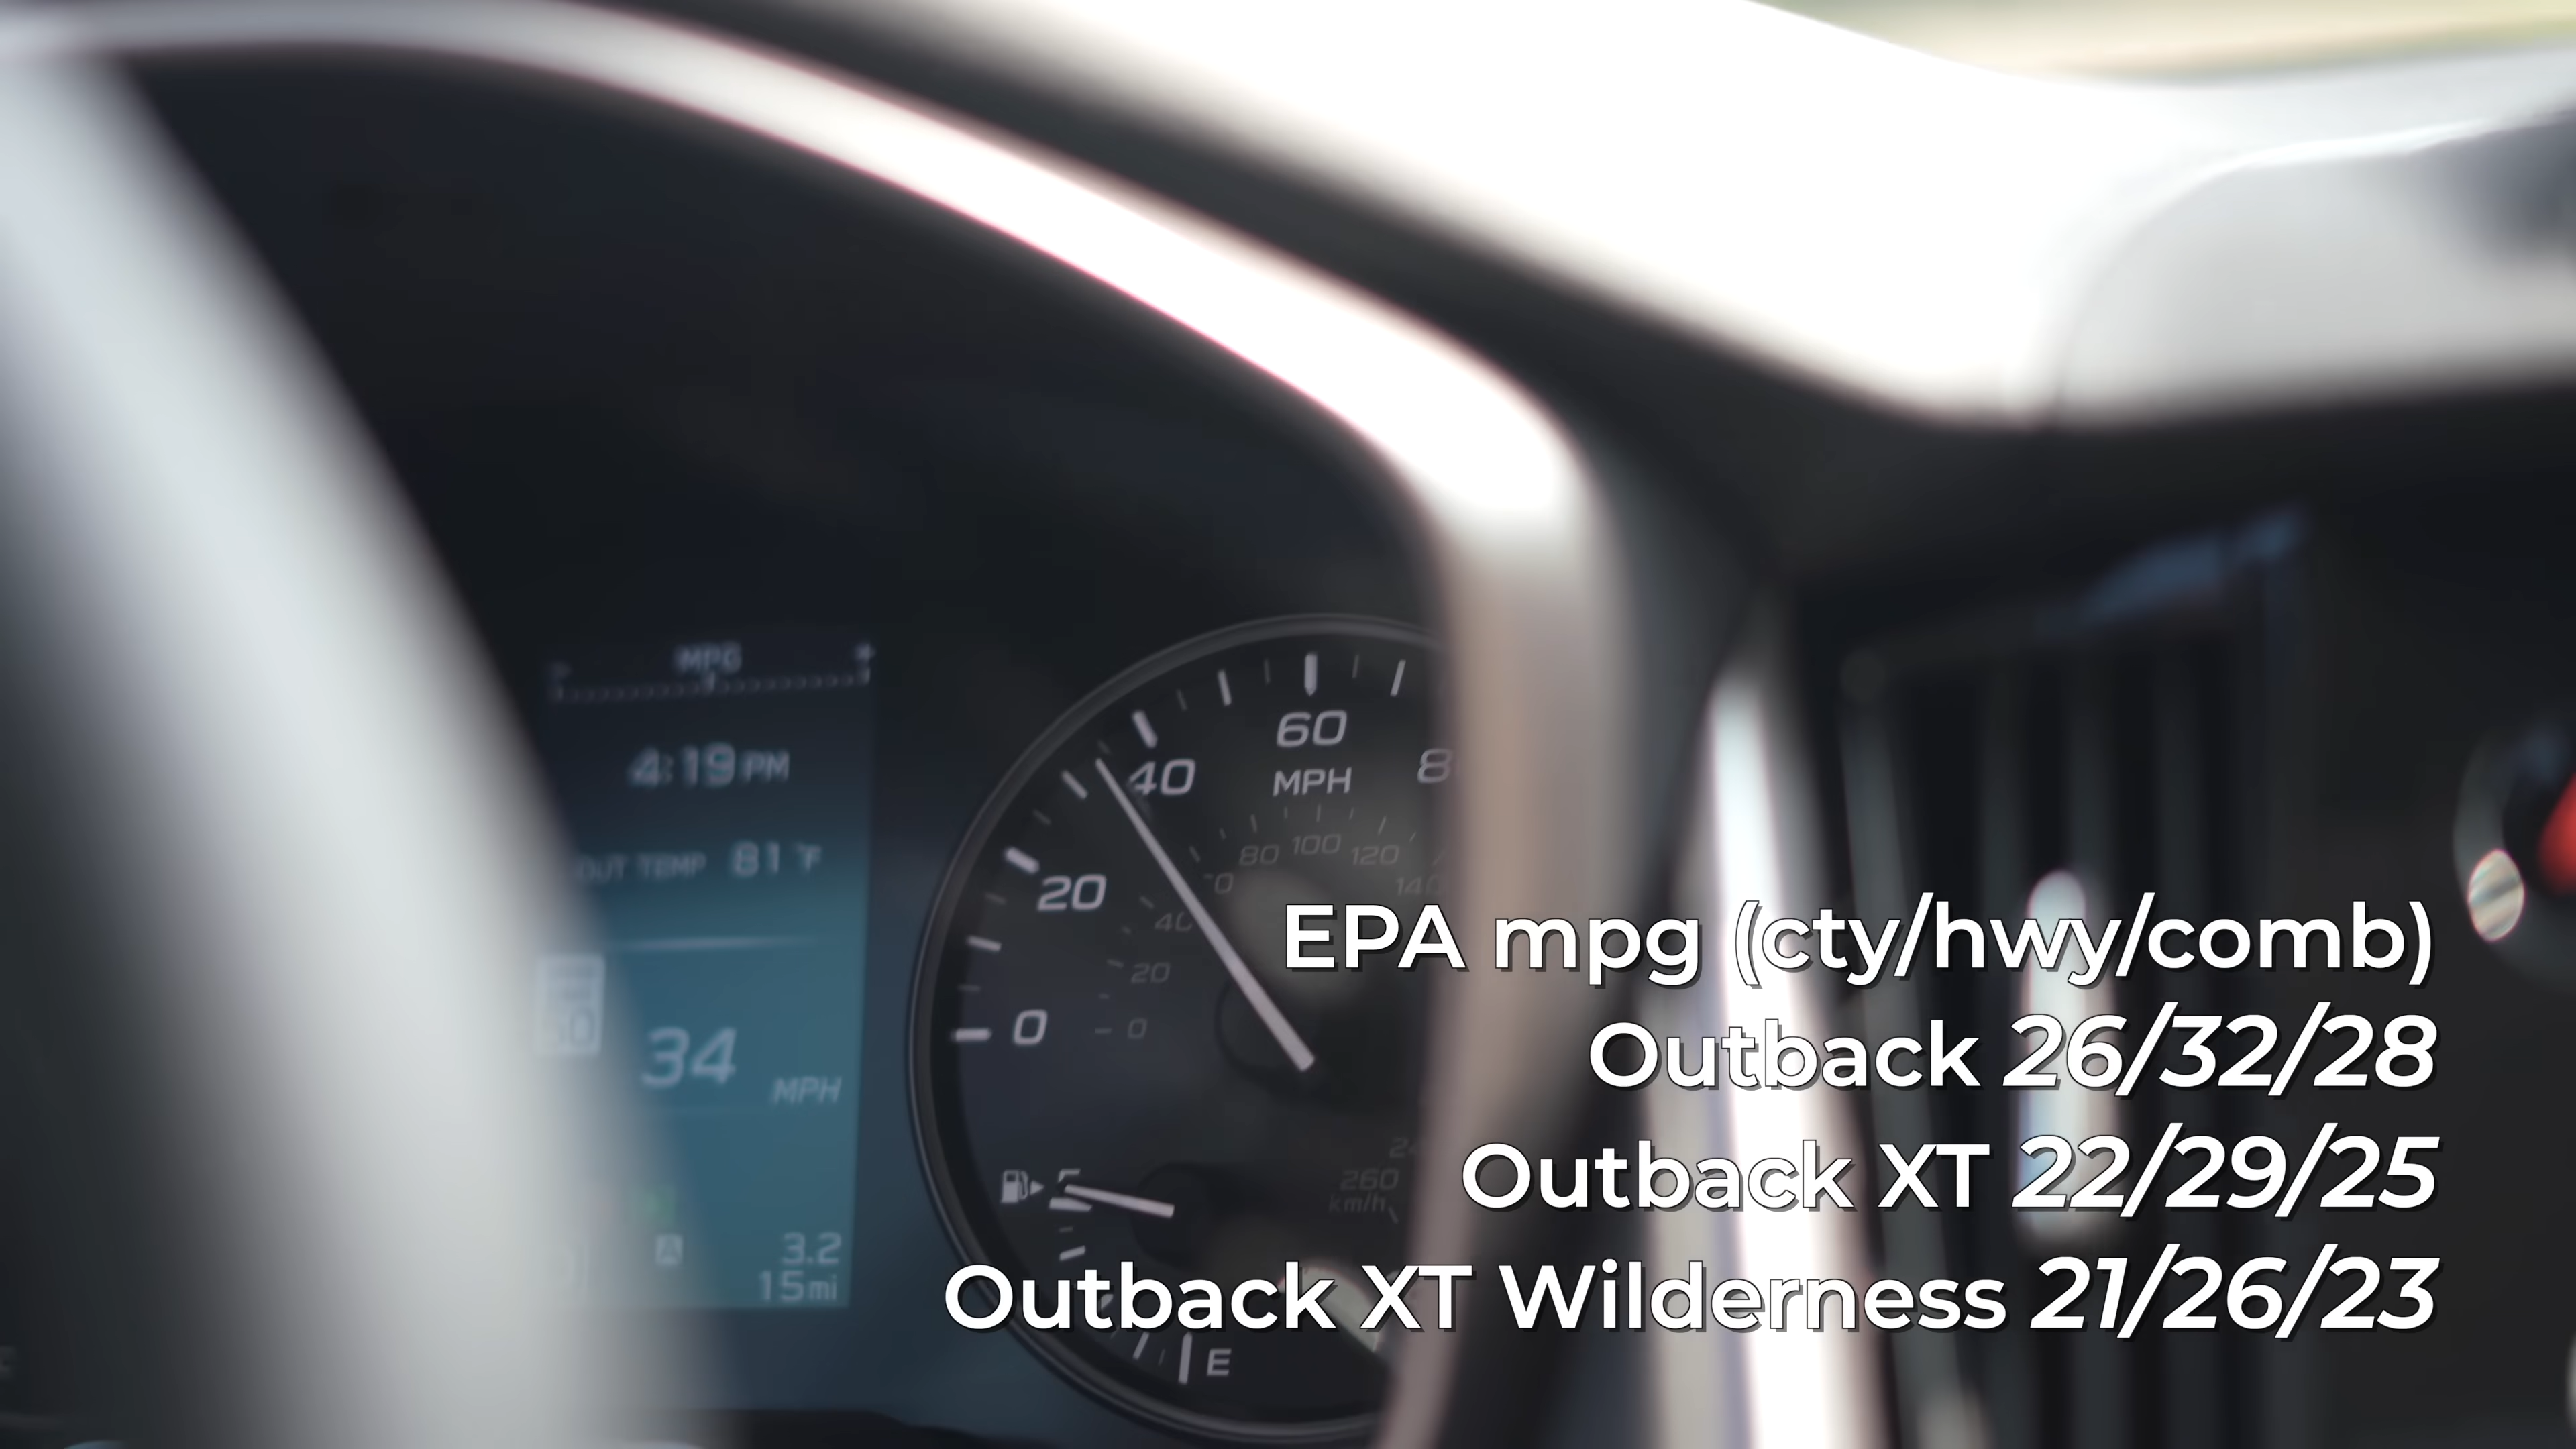 MPG
4:19 PM
OUT TEMP 81°F
34
MPH
A
3.2
15mi
0
20
40
60
MPH
0
20
80
100
120
140
260
km/h
E
EPA mpg (cty/hwy/comb)
Outback 26/32/28
Outback XT 22/29/25
Outback XT Wilderness 21/26/23